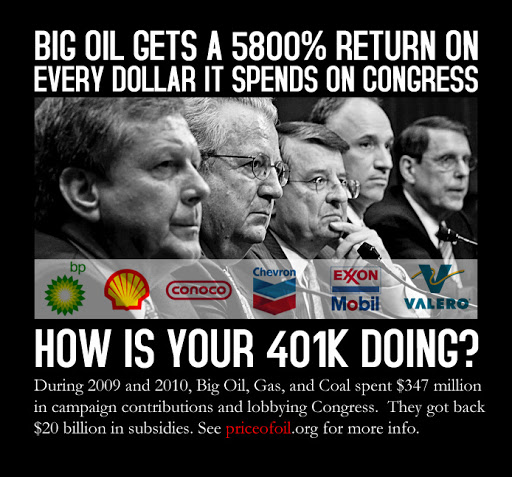 BIG OIL GETS A 5800% RETURN ON
EVERY DOLLAR IT SPENDS ON CONGRESS
bp
conoco
Chevron
EXXON
Mobil
VALERO
HOW IS YOUR 401K DOING?
During 2009 and 2010, Big Oil, Gas, and Coal spent $347 million
in campaign contributions and lobbying Congress. They got back
$20 billion in subsidies. See priceofoil.org for more info.